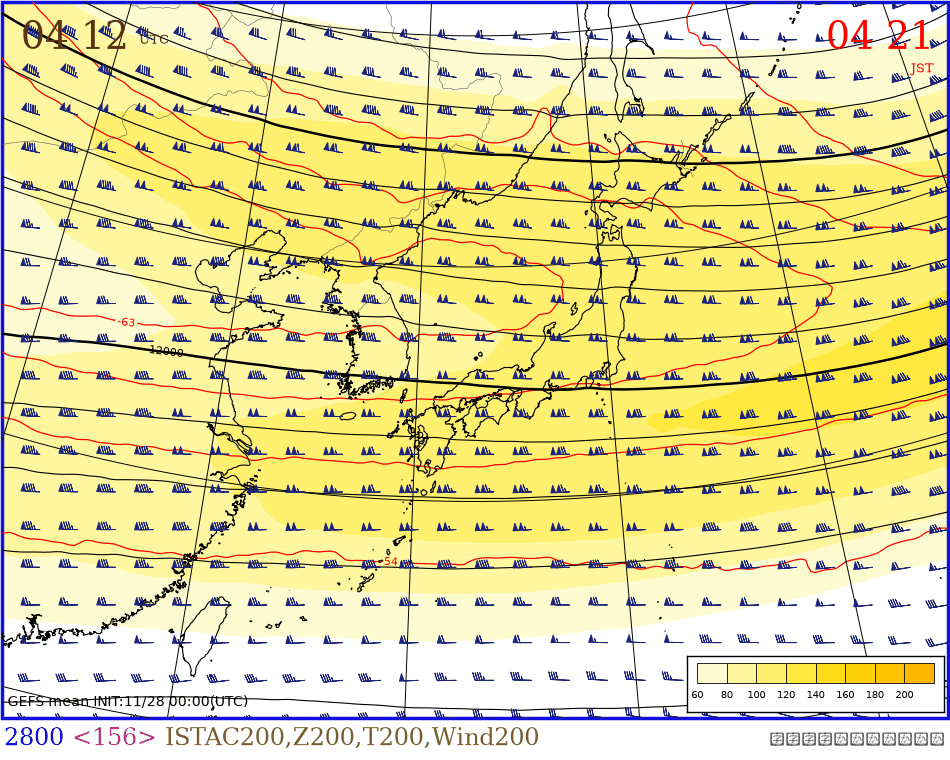 04 12 UTC
04 21
JST
-63
12000
-54
GEFS mean INIT:11/28 00:00(UTC)
60 80 100 120 140 160 180 200
2800 <156> ISTAC200,Z200,T200,Wind200